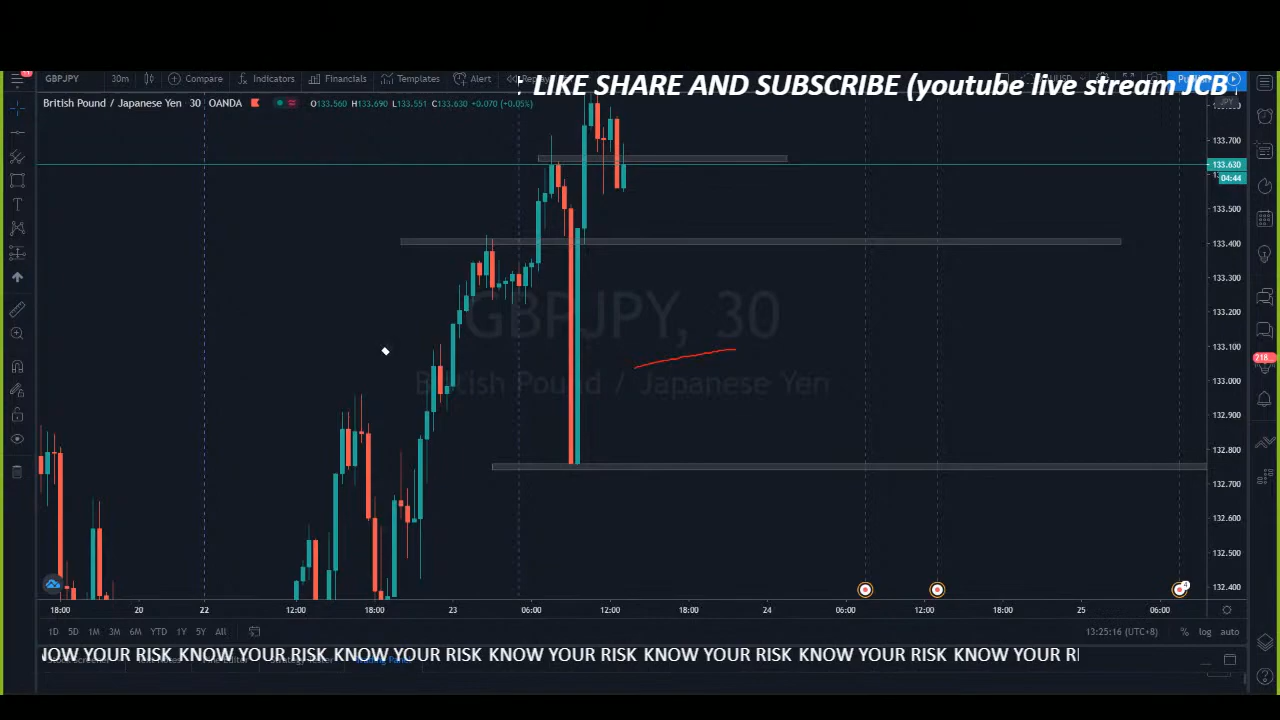 GBPJPY 30m Compare Indicators Financials Templates Alert
LIKE SHARE AND SUBSCRIBE (youtube live stream JCB
British Pound / Japanese Yen 30 OANDA O133.560 H133.690 L133.551 C133.630 +0.070 (+0.05%)
JPY
133.700
133.630
04:44
133.500
133.400
133.300
133.200
133.100
133.000
132.900
132.800
132.700
132.600
132.500
132.400
GBPJPY, 30
British Pound / Japanese Yen
218
4
18:00 20 22 12:00 18:00 23 06:00 12:00 18:00 24 06:00 12:00 18:00 25 06:00
1D 5D 1M 3M 6M YTD 1Y 5Y All 13:25:16 (UTC+8) % log auto
KNOW YOUR RISK KNOW YOUR RISK KNOW YOUR RISK KNOW YOUR RISK KNOW YOUR RISK KNOW YOUR